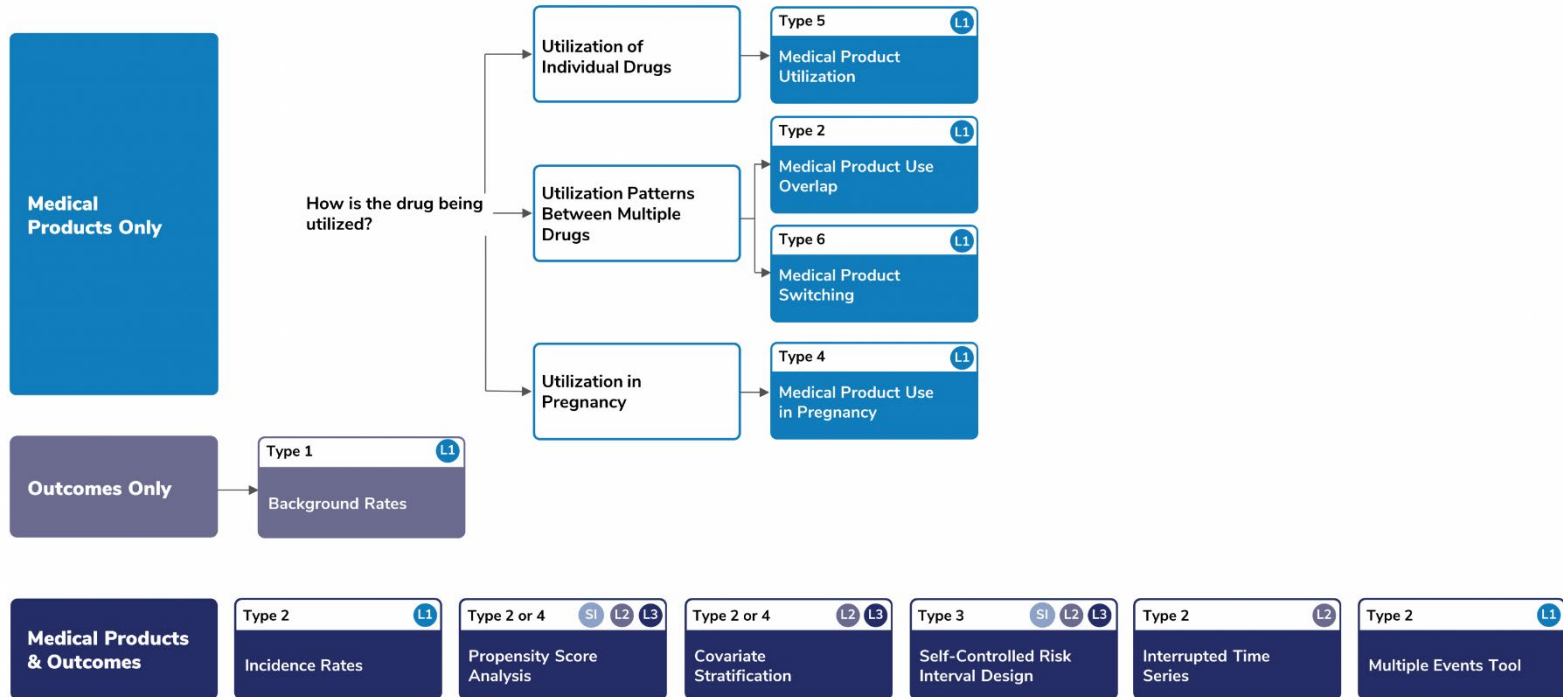 Medical
Products Only
How is the drug being
utilized?
Utilization of
Individual Drugs
Type 5
L1
Medical Product
Utilization
Utilization Patterns
Between Multiple
Drugs
Type 2
L1
Medical Product Use
Overlap
Type 6
L1
Medical Product
Switching
Utilization in
Pregnancy
Type 4
L1
Medical Product Use
in Pregnancy
Outcomes Only
Type 1
L1
Background Rates
Medical Products
& Outcomes
Type 2
L1
Incidence Rates
Type 2 or 4
SI L2 L3
Propensity Score
Analysis
Type 2 or 4
L2 L3
Covariate
Stratification
Type 3
SI L2 L3
Self-Controlled Risk
Interval Design
Type 2
L2
Interrupted Time
Series
Type 2
L1
Multiple Events Tool